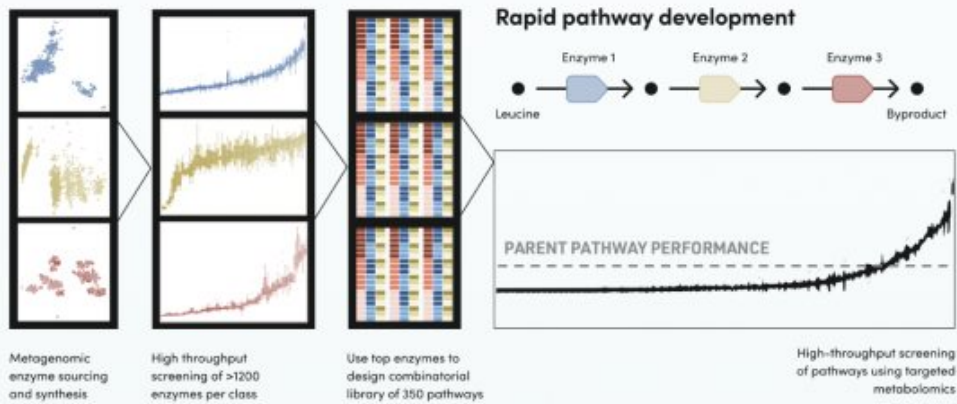 Rapid pathway development
Enzyme 1
Enzyme 2
Enzyme 3
Leucine
Byproduct
PARENT PATHWAY PERFORMANCE
Metagenomic
enzyme sourcing
and synthesis
High throughput
screening of >1200
enzymes per class
Use top enzymes to
design combinatorial
library of 350 pathways
High-throughput screening
of pathways using targeted
metabolomics